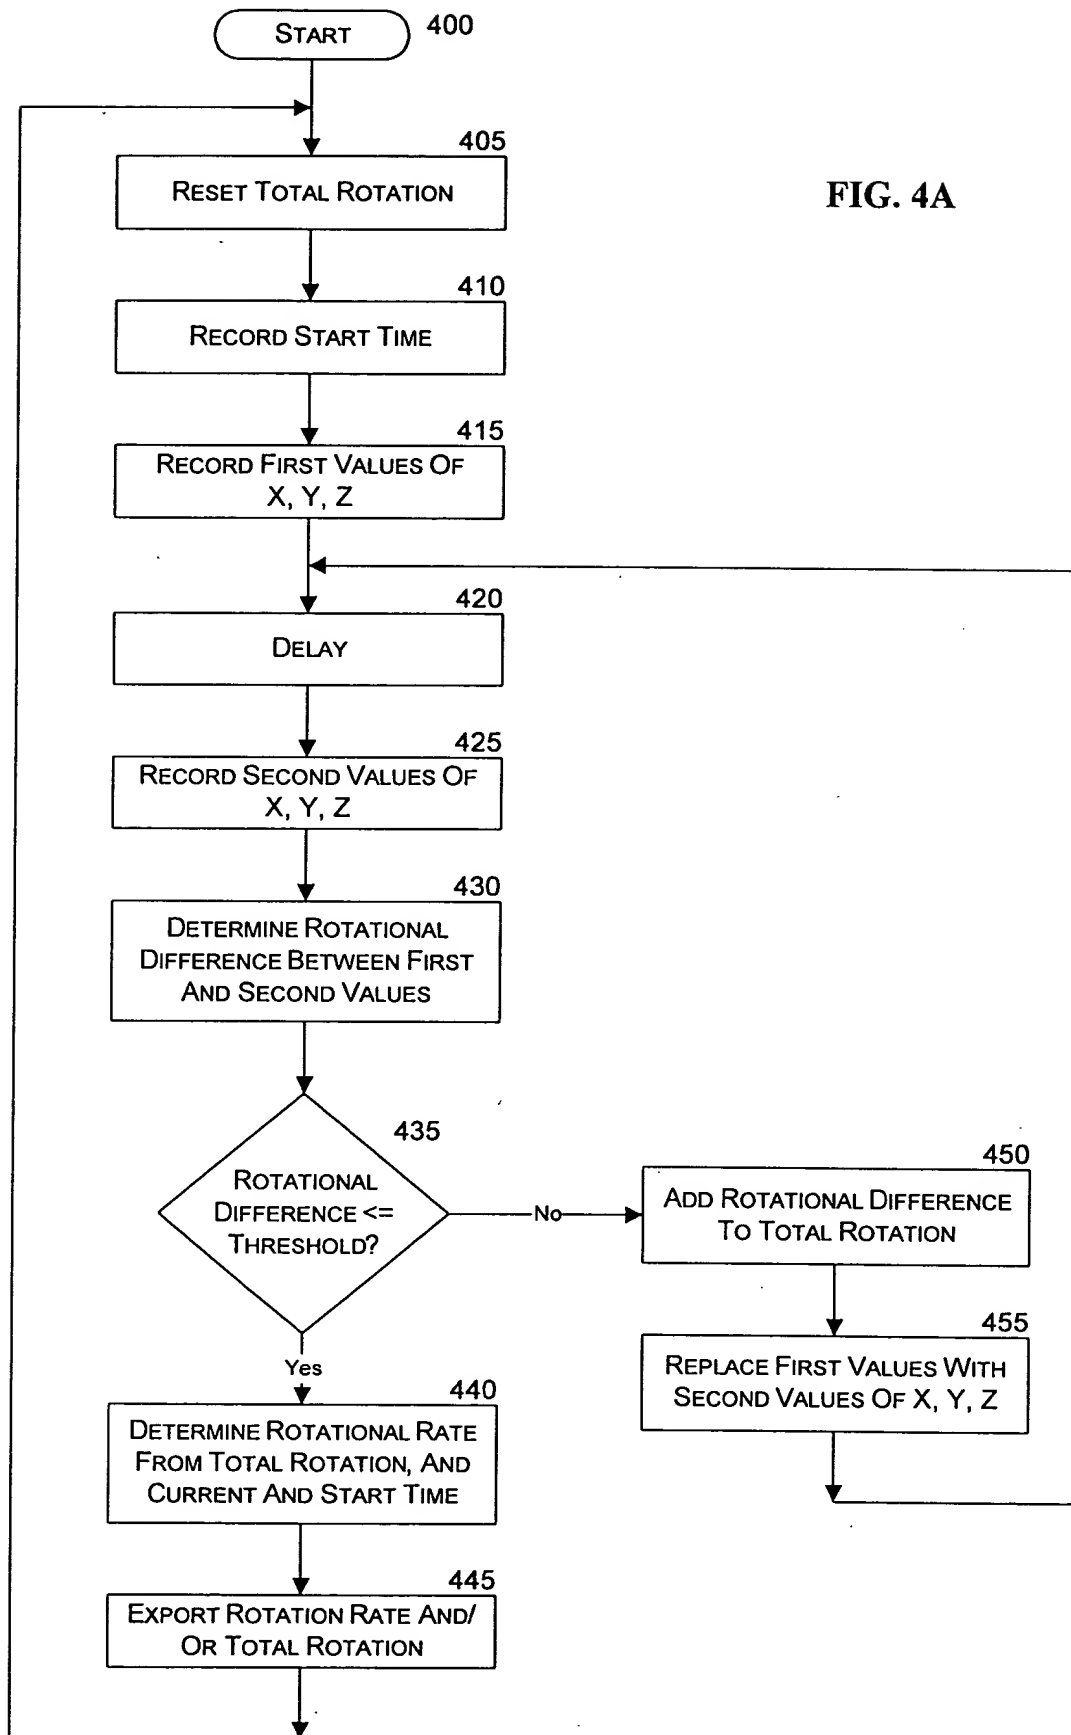 START
400
405
RESET TOTAL ROTATION
FIG. 4A
410
RECORD START TIME
415
RECORD FIRST VALUES OF
X, Y, Z
420
DELAY
425
RECORD SECOND VALUES OF
X, Y, Z
430
DETERMINE ROTATIONAL
DIFFERENCE BETWEEN FIRST
AND SECOND VALUES
435
ROTATIONAL
DIFFERENCE <=
THRESHOLD?
No
450
ADD ROTATIONAL DIFFERENCE
TO TOTAL ROTATION
455
REPLACE FIRST VALUES WITH
SECOND VALUES OF X, Y, Z
Yes
440
DETERMINE ROTATIONAL RATE
FROM TOTAL ROTATION, AND
CURRENT AND START TIME
445
EXPORT ROTATION RATE AND/
OR TOTAL ROTATION